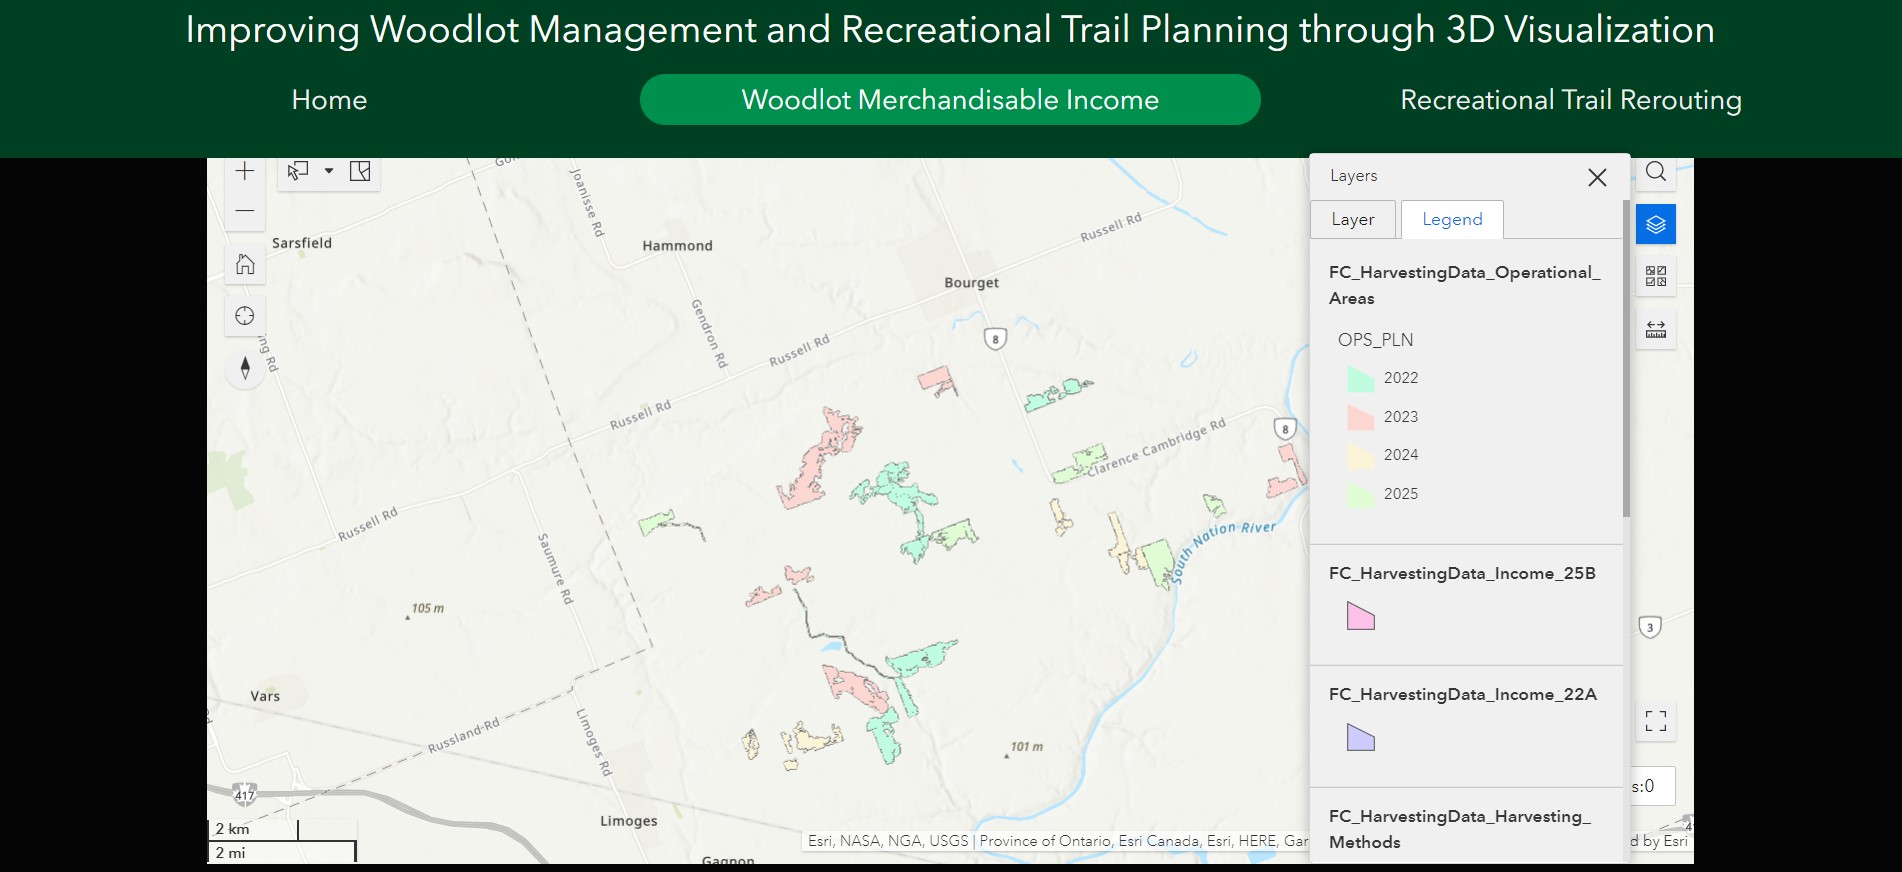 Improving Woodlot Management and Recreational Trail Planning through 3D Visualization
Home
Woodlot Merchandisable Income
Recreational Trail Rerouting
Layers
Layer
Legend
FC_HarvestingData_Operational_
Areas
OPS_PLN
2022
2023
2024
2025
FC_HarvestingData_Income_25B
FC_HarvestingData_Income_22A
FC_HarvestingData_Harvesting_
Methods
Sarsfield
Joanisse Rd
Hammond
Russell Rd
Bourget
Gendron Rd
Russell Rd
8
Russell Rd
8
Clarence Cambridge Rd
Russell Rd
Saumure Rd
South Nation River
105 m
3
Vars
Russland Rd
Limoges Rd
101 m
417
Limoges
s:0
2 km
2 mi
Gagnon
Esri, NASA, NGA, USGS | Province of Ontario, Esri Canada, Esri, HERE, Gar
d by Esri